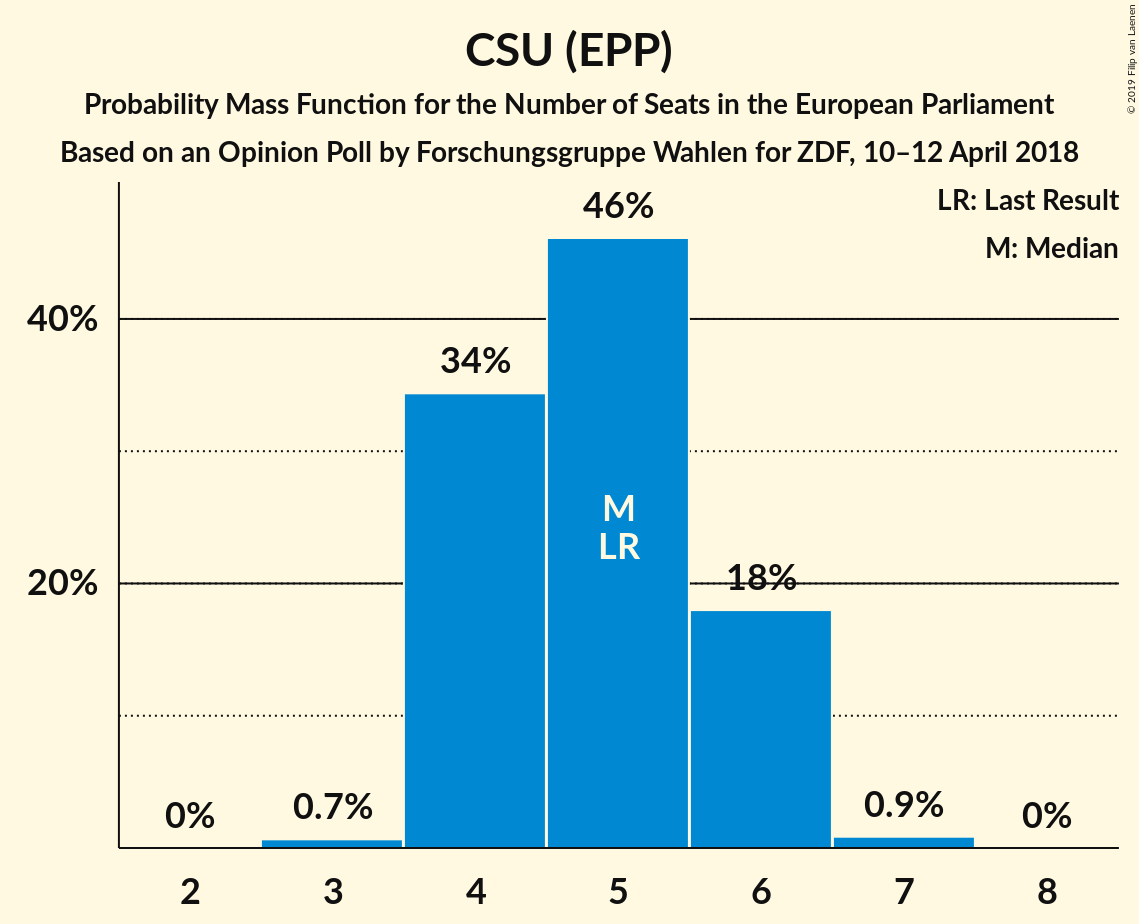 CSU (EPP)
Probability Mass Function for the Number of Seats in the European Parliament
Based on an Opinion Poll by Forschungsgruppe Wahlen for ZDF, 10–12 April 2018
© 2019 Filip van Laenen
LR: Last Result
M: Median
46%
40%
34%
M
LR
20%
18%
0%
0.7%
0.9%
0%
2
3
4
5
6
7
8